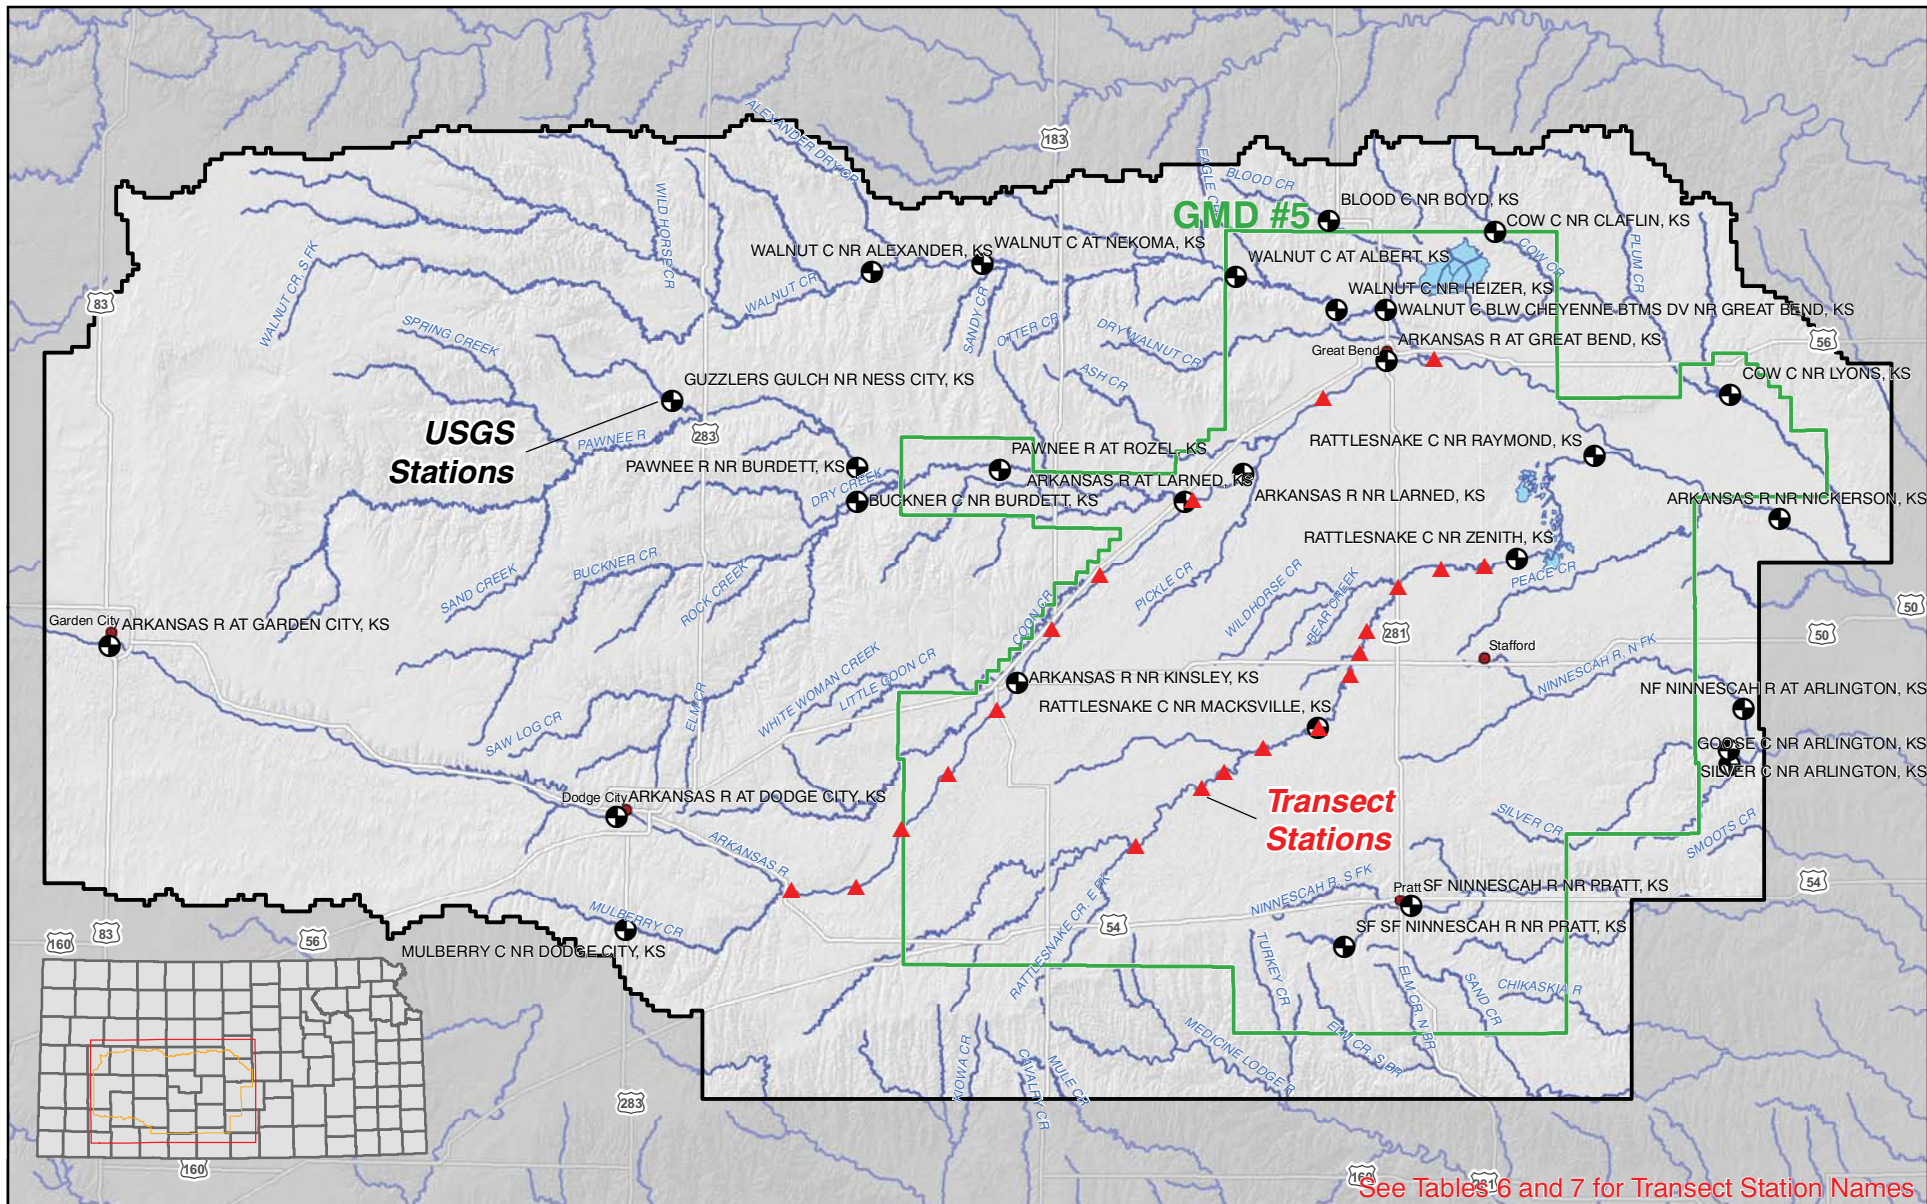 ALEXANDER DRY CR
183
EAGLE CR
BLOOD CR
BLOOD C NR BOYD, KS
GMD #5
COW C NR CLAFLIN, KS
WILD HORSE CR
WALNUT CR, S FK
WALNUT C NR ALEXANDER, KS
WALNUT C AT NEKOMA, KS
WALNUT C AT ALBERT, KS
COW CR
PLUM CR
83
WALNUT CR
WALNUT C NR HEIZER, KS
WALNUT C BLW CHEYENNE BTMS DV NR GREAT BEND, KS
SPRING CREEK
SANDY CR
OTTER CR
DRY WALNUT CR
Great Bend
ARKANSAS R AT GREAT BEND, KS
56
ASH CR
COW C NR LYONS, KS
GUZZLERS GULCH NR NESS CITY, KS
USGS
Stations
PAWNEE R
283
PAWNEE R NR BURDETT, KS
PAWNEE R AT ROZEL, KS
RATTLESNAKE C NR RAYMOND, KS
DRY CREEK
ARKANSAS R AT LARNED, KS
BUCKNER C NR BURDETT, KS
ARKANSAS R NR LARNED, KS
ARKANSAS R NR NICKERSON, KS
RATTLESNAKE C NR ZENITH, KS
BUCKNER CR
SAND CREEK
ROCK CREEK
PICKLE CR
WILDHORSE CR
BEAR CREEK
PEACE CR
COON CR
50
Garden City
ARKANSAS R AT GARDEN CITY, KS
281
50
Stafford
WHITE WOMAN CREEK
LITTLE COON CR
NINNESCAH R, N FK
ARKANSAS R NR KINSLEY, KS
NF NINNESCAH R AT ARLINGTON, KS
ELM CR
RATTLESNAKE C NR MACKSVILLE, KS
SAW LOG CR
GOOSE C NR ARLINGTON, KS
SILVER C NR ARLINGTON, KS
Dodge City
ARKANSAS R AT DODGE CITY, KS
Transect
Stations
SILVER CR
SMOOTS CR
ARKANSAS R
NINNESCAH R, S FK
Pratt
SF NINNESCAH R NR PRATT, KS
54
RATTLESNAKE CR, E FK
54
MULBERRY CR
SF SF NINNESCAH R NR PRATT, KS
160
83
56
MULBERRY C NR DODGE CITY, KS
TURKEY CR
ELM CR, N BR
SAND CR
CHIKASKIA R
MEDICINE LODGE R
ELM CR, S BR
KIOWA CR
CAVALRY CR
MULE CR
283
160
160
281
See Tables 6 and 7 for Transect Station Names